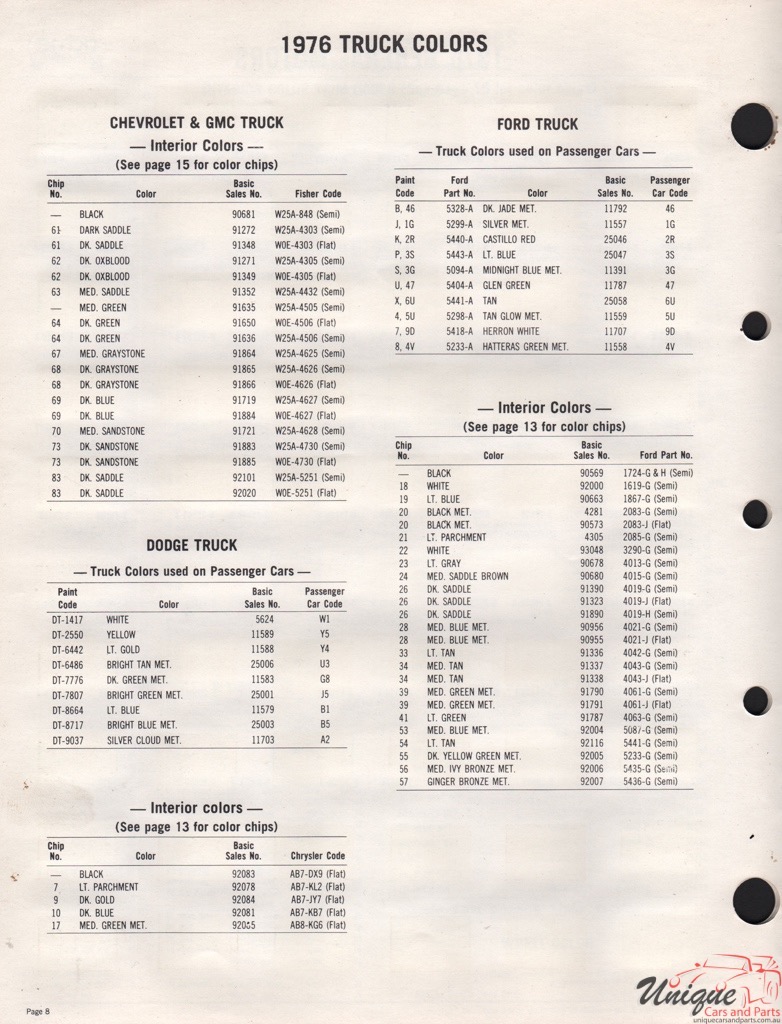 1976 TRUCK COLORS
CHEVROLET & GMC TRUCK
— Interior Colors —
(See page 15 for color chips)
Chip No. Color Basic Sales No. Fisher Code
— BLACK 90681 W25A-848 (Semi)
61 DARK SADDLE 91272 W25A-4303 (Semi)
61 DK. SADDLE 91348 WOE-4303 (Flat)
62 DK. OXBLOOD 91271 W25A-4305 (Semi)
62 DK. OXBLOOD 91349 WOE-4305 (Flat)
63 MED. SADDLE 91352 W25A-4432 (Semi)
— MED. GREEN 91635 W25A-4505 (Semi)
64 DK. GREEN 91650 WOE-4506 (Flat)
64 DK. GREEN 91636 W25A-4506 (Semi)
67 MED. GRAYSTONE 91864 W25A-4625 (Semi)
68 DK. GRAYSTONE 91865 W25A-4626 (Semi)
68 DK. GRAYSTONE 91866 WOE-4626 (Flat)
69 DK. BLUE 91719 W25A-4627 (Semi)
69 DK. BLUE 91884 WOE-4627 (Flat)
70 MED. SANDSTONE 91721 W25A-4628 (Semi)
73 DK. SANDSTONE 91883 W25A-4730 (Semi)
73 DK. SANDSTONE 91885 WOE-4730 (Flat)
83 DK. SADDLE 92101 W25A-5251 (Semi)
83 DK. SADDLE 92020 WOE-5251 (Flat)
DODGE TRUCK
— Truck Colors used on Passenger Cars —
Paint Code Color Basic Sales No. Passenger Car Code
DT-1417 WHITE 5624 W1
DT-2550 YELLOW 11589 Y5
DT-6442 LT. GOLD 11588 Y4
DT-6486 BRIGHT TAN MET. 25006 U3
DT-7776 DK. GREEN MET. 11583 G8
DT-7807 BRIGHT GREEN MET. 25001 J5
DT-8664 LT. BLUE 11579 B1
DT-8717 BRIGHT BLUE MET. 25003 B5
DT-9037 SILVER CLOUD MET. 11703 A2
— Interior colors —
(See page 13 for color chips)
Chip No. Color Basic Sales No. Chrysler Code
— BLACK 92083 AB7-DX9 (Flat)
7 LT. PARCHMENT 92078 AB7-KL2 (Flat)
9 DK. GOLD 92084 AB7-JY7 (Flat)
10 DK. BLUE 92081 AB7-KB7 (Flat)
17 MED. GREEN MET. AB8-KG6 (Flat)
FORD TRUCK
— Truck Colors used on Passenger Cars —
Paint Code Ford Part No. Color Basic Sales No. Passenger Car Code
B, 46 5328-A DK. JADE MET. 11792 46
J, 1G 5299-A SILVER MET. 11557 1G
K, 2R 5440-A CASTILLO RED 25046 2R
P, 3S 5443-A LT. BLUE 25047 3S
S, 3G 5094-A MIDNIGHT BLUE MET. 11391 3G
U, 47 5404-A GLEN GREEN 11787 47
X, 6U 5441-A TAN 25058 6U
4, 5U 5298-A TAN GLOW MET. 11559 5U
7, 9D 5418-A HERRON WHITE 11707 9D
8, 4V 5233-A HATTERAS GREEN MET. 11558 4V
— Interior Colors —
(See page 13 for color chips)
Chip No. Color Basic Sales No. Ford Part No.
— BLACK 90569 1724-G & H (Semi)
18 WHITE 92000 1619-G (Semi)
19 LT. BLUE 90663 1867-G (Semi)
20 BLACK MET. 4281 2083-G (Semi)
20 BLACK MET. 90573 2083-J (Flat)
21 LT. PARCHMENT 4305 2085-G (Semi)
22 WHITE 93048 3290-G (Semi)
23 LT. GRAY 90678 4013-G (Semi)
24 MED. SADDLE BROWN 90680 4015-G (Semi)
26 DK. SADDLE 91390 4019-G (Semi)
26 DK. SADDLE 91323 4019-J (Flat)
26 DK. SADDLE 91890 4019-H (Semi)
28 MED. BLUE MET. 90956 4021-G (Semi)
28 MED. BLUE MET. 90955 4021-J (Flat)
33 LT. TAN 91336 4042-G (Semi)
34 MED. TAN 91337 4043-G (Semi)
34 MED. TAN 91338 4043-J (Flat)
39 MED. GREEN MET. 91790 4061-G (Semi)
39 MED. GREEN MET. 91791 4061-J (Flat)
41 LT. GREEN 91787 4063-G (Semi)
53 MED. BLUE MET. 92004 5087-G (Semi)
54 LT. TAN 92116 5441-G (Semi)
55 DK. YELLOW GREEN MET. 92005 5233-G (Semi)
56 MED. IVY BRONZE MET. 92006 5435-G (Semi)
57 GINGER BRONZE MET. 92007 5436-G (Semi)
Page 8
Unique
Cars and Parts
uniquecarsandparts.com.au